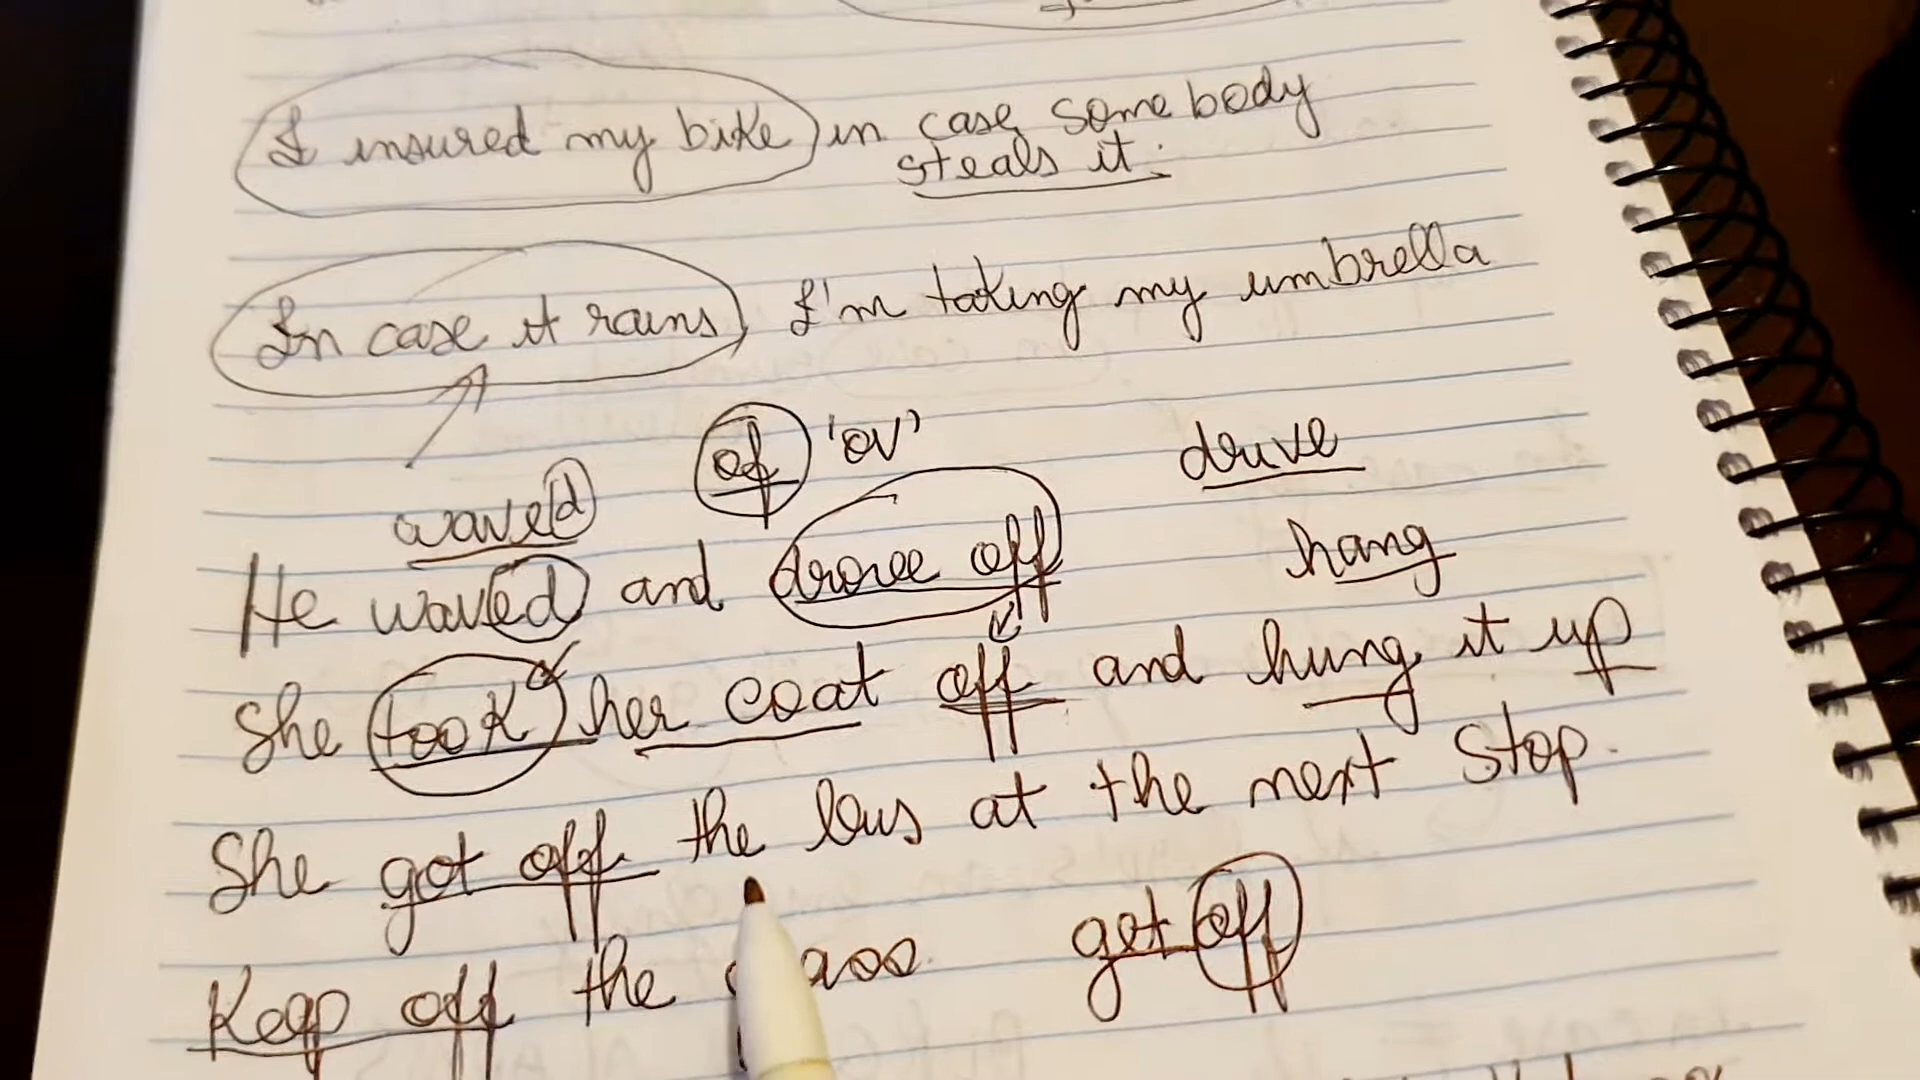 I insured my bike in case somebody
steals it.
In case it rains, I'm taking my umbrella
of 'ov' drive
waved hang
He waved and drove off
She took her coat off and hung it up
She got off the bus at the next stop.
Keep off the get off